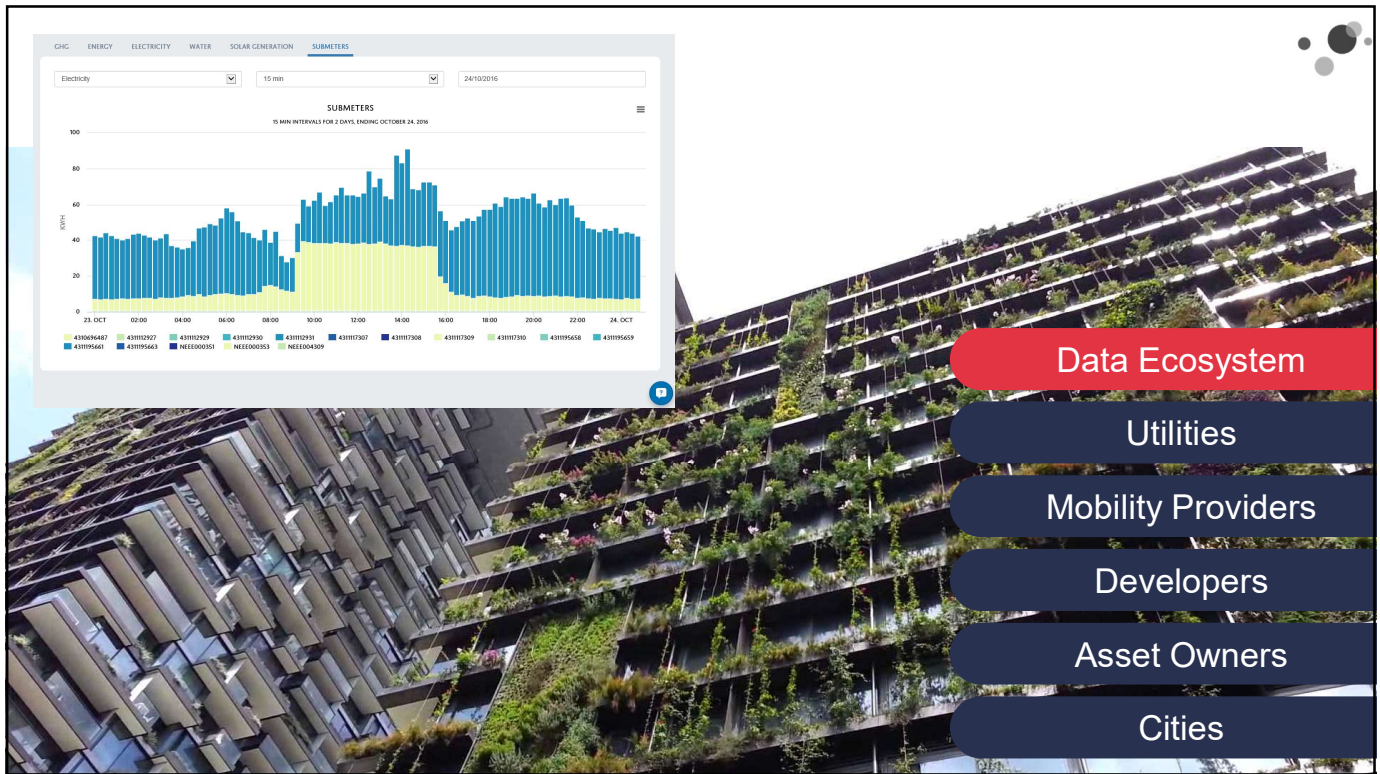 GHG ENERGY ELECTRICITY WATER SOLAR GENERATION SUBMETERS
Electricity 15 min 24/10/2016
SUBMETERS
15 MIN INTERVALS FOR 2 DAYS, ENDING OCTOBER 24, 2016
100
80
60
40
20
0
KWH
23. OCT 02:00 04:00 06:00 08:00 10:00 12:00 14:00 16:00 18:00 20:00 22:00 24. OCT
4310696487 4311112927 4311112929 4311112930 4311112931 4311117307 4311117308 4311117309 4311117310 4311195658 4311195659
4311195661 4311195663 NEEE000351 NEEE000353 NEEE004309
?
Data Ecosystem
Utilities
Mobility Providers
Developers
Asset Owners
Cities